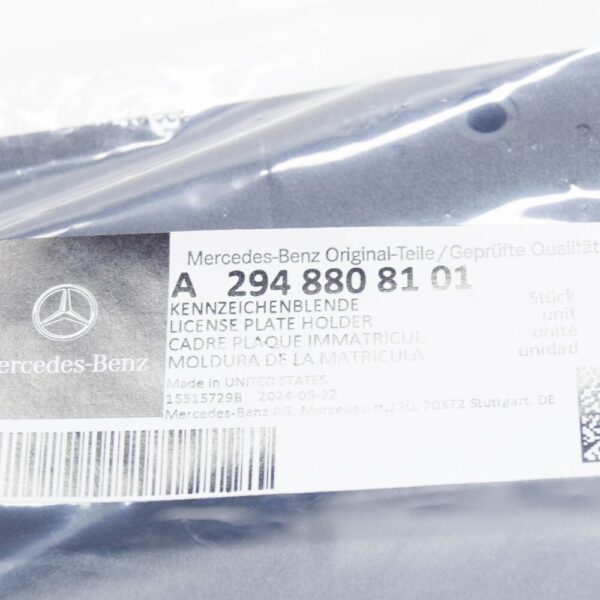 Mercedes-Benz Original-Teile/Geprüfte Qualität
A 294 880 81 01
KENNZEICHENBLENDE Stück
LICENSE PLATE HOLDER unit
CADRE PLAQUE IMMATRICUL. unité
MOLDURA DE LA MATRICULA unidad
ercedes-Benz
Made in UNITED STATES
15515729B 2024-05-22
Mercedes-Benz AG, Mercedesstr.120, 70372 Stuttgart, DE